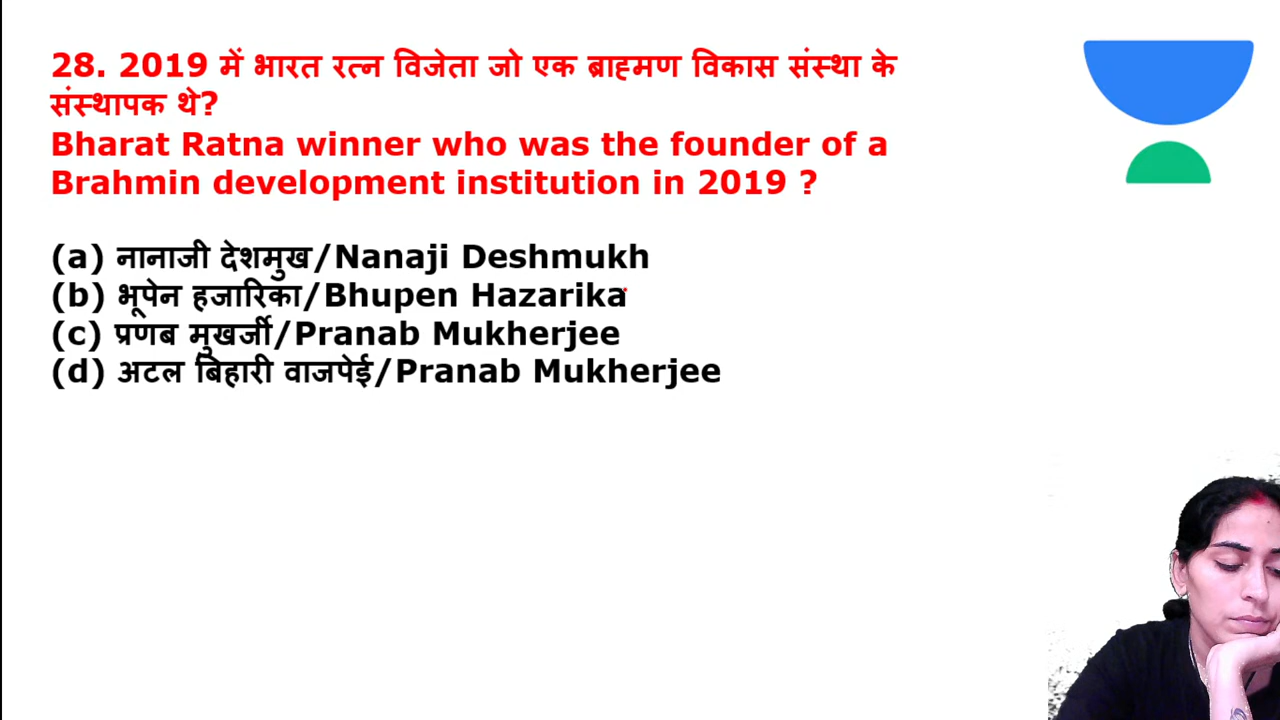 28. 2019 में भारत रत्न विजेता जो एक ब्राह्मण विकास संस्था के
संस्थापक थे?
Bharat Ratna winner who was the founder of a
Brahmin development institution in 2019 ?
(a) नानाजी देशमुख/Nanaji Deshmukh
(b) भूपेन हजारिका/Bhupen Hazarika
(c) प्रणब मुखर्जी/Pranab Mukherjee
(d) अटल बिहारी वाजपेई/Pranab Mukherjee